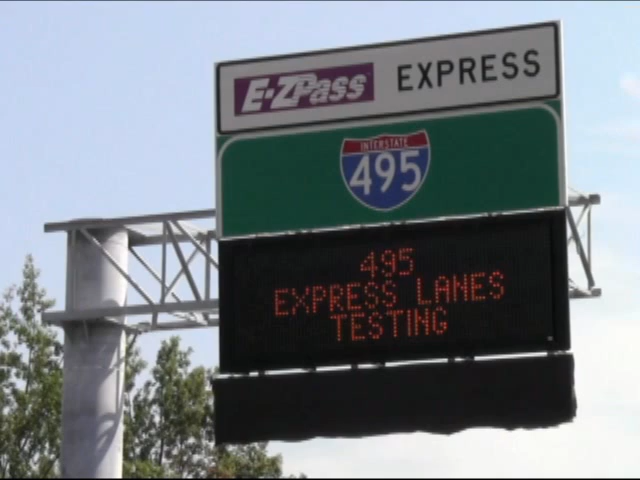 E-ZPass EXPRESS
INTERSTATE
495
495
EXPRESS LANES
TESTING